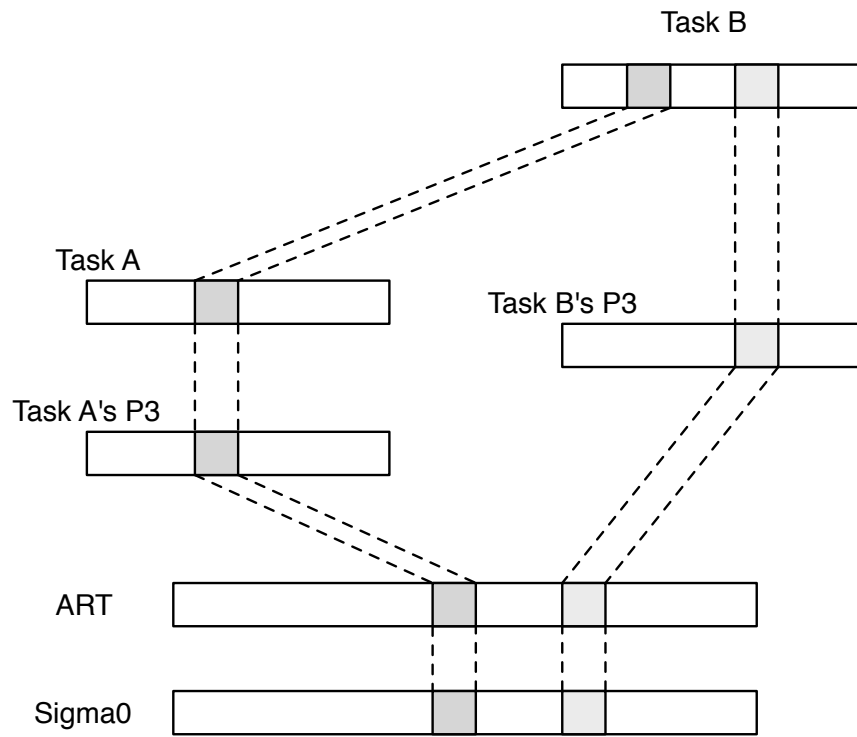 Task B
Task A
Task B's P3
Task A's P3
ART
Sigma0